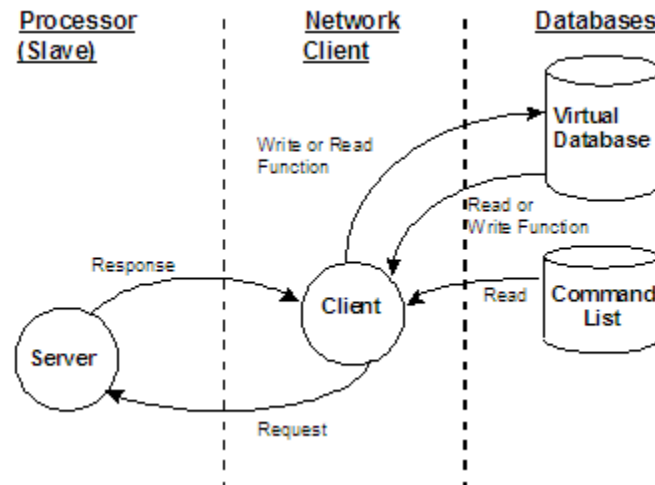 Processor
(Slave)
Network
Client
Databases
Virtual
Database
Write or Read
Function
Read or
Write Function
Response
Client
Read
Command
List
Server
Request